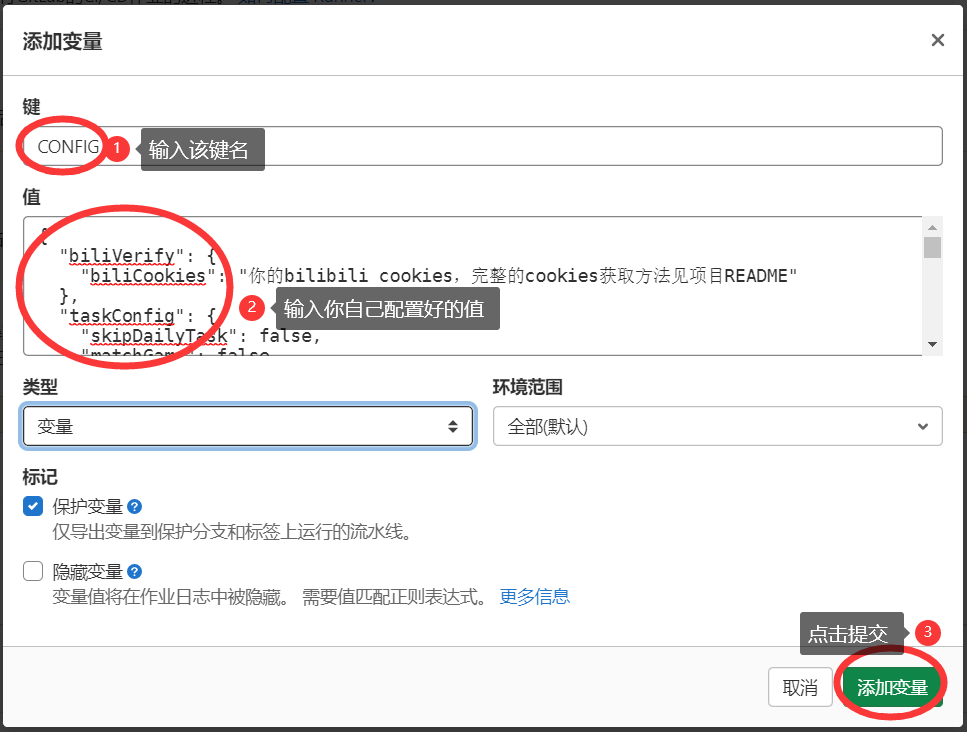 添加变量
键
CONFIG
1
输入该键名
值
{
"biliVerify": {
"biliCookies": "你的bilibili cookies，完整的cookies获取方法见项目README"
},
2
输入你自己配置好的值
"taskConfig": {
"skipDailyTask": false,
类型
环境范围
变量
全部(默认)
标记
保护变量
仅导出变量到保护分支和标签上运行的流水线。
隐藏变量
变量值将在作业日志中被隐藏。 需要值匹配正则表达式。 更多信息
点击提交
3
取消
添加变量